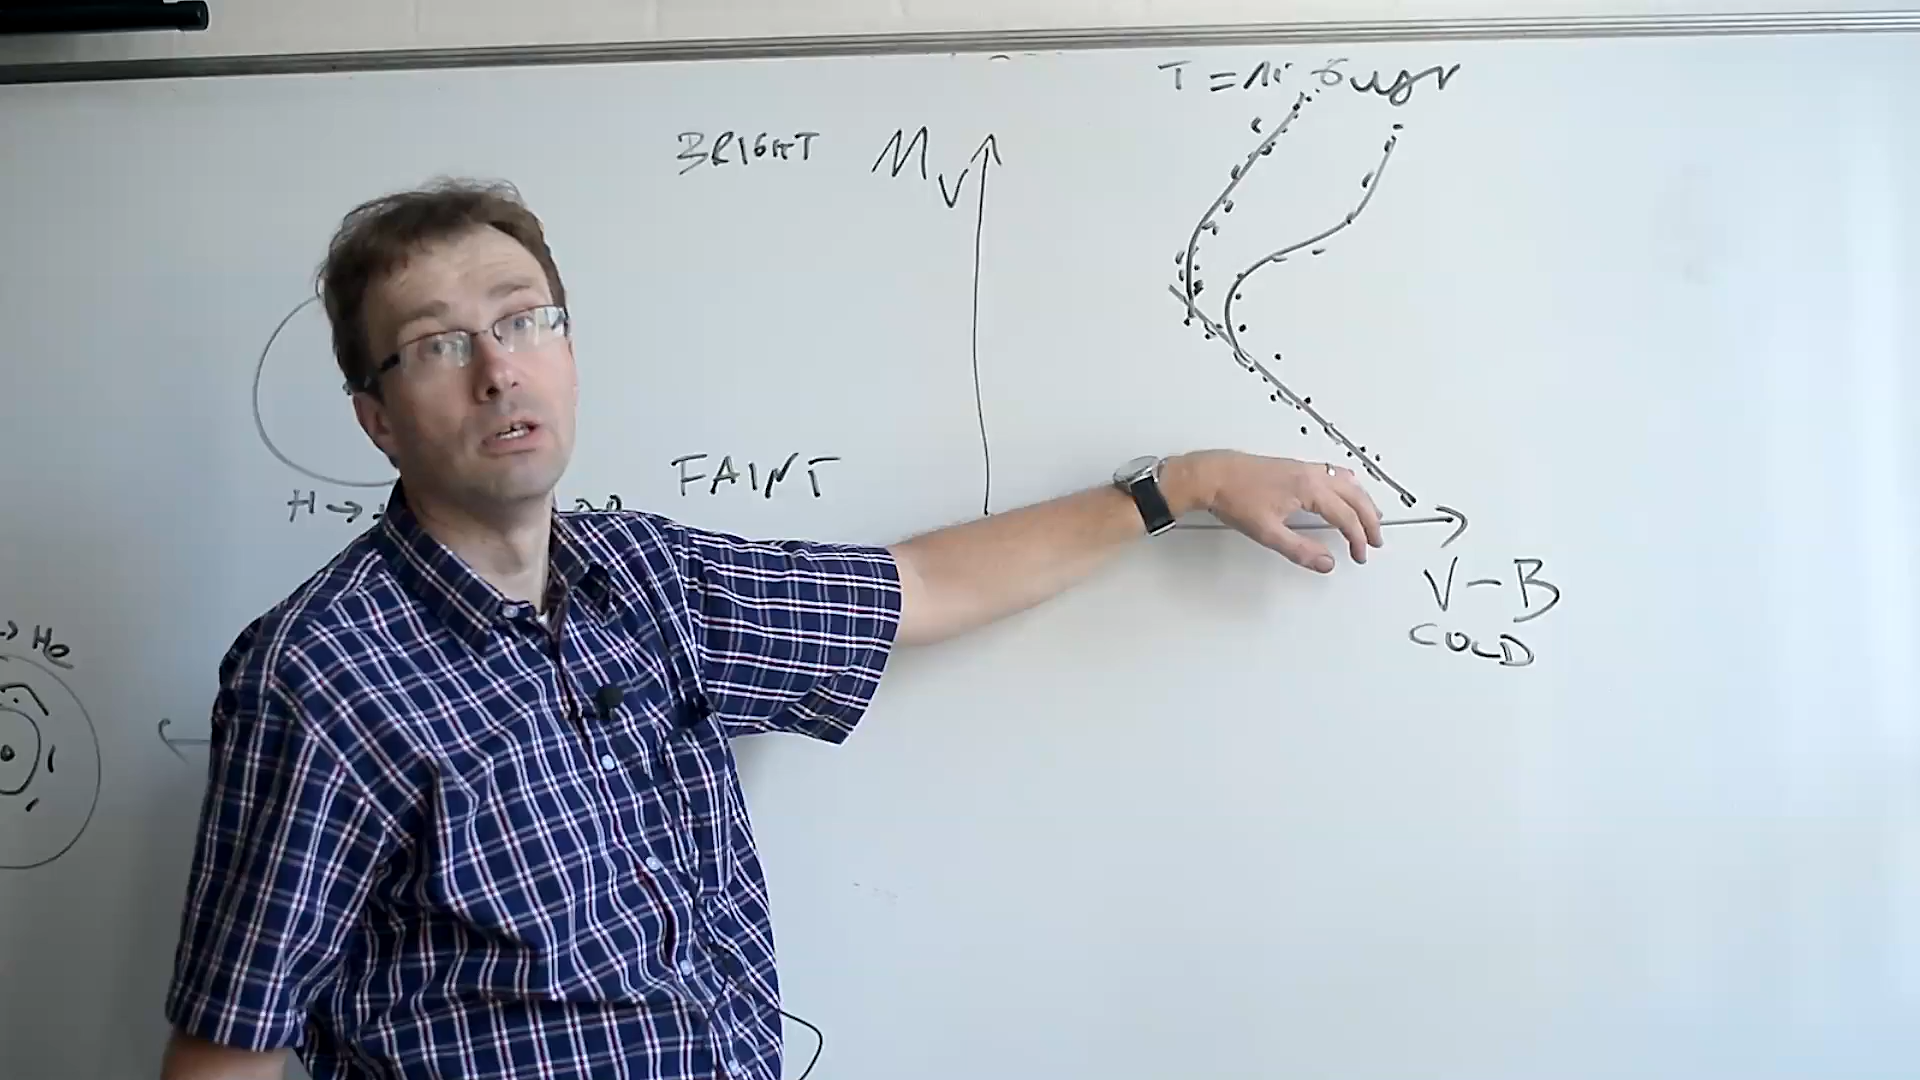 T =
BRIGHT M V
FAINT
H →
V - B
COLD
→ He